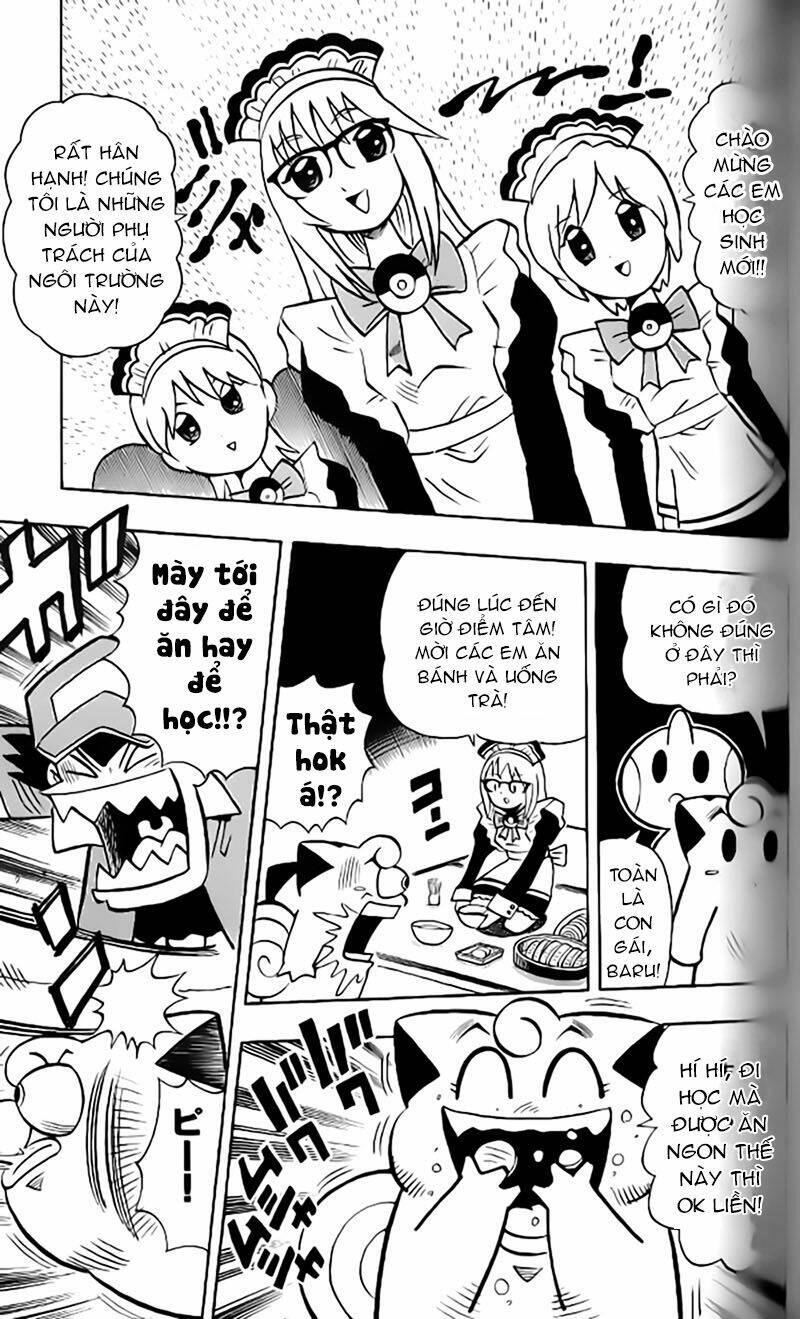 CHÀO
MỪNG
CÁC EM
HỌC
SINH
MỚI!!
RẤT HÂN
HẠNH! CHÚNG
TÔI LÀ NHỮNG
NGƯỜI PHỤ
TRÁCH CỦA
NGÔI TRƯỜNG
NÀY!
CÓ GÌ ĐÓ
KHÔNG ĐÚNG
Ở ĐÂY THÌ
PHẢI?
TOÀN
LÀ
CON
GÁI,
BARU!
ĐÚNG LÚC ĐẾN
GIỜ ĐIỂM TÂM!
MỜI CÁC EM ĂN
BÁNH VÀ UỐNG
TRÀ!
Thật
hok
á!?
Mày tới
đây để
ăn hay
để
học!!?
HÍ HÍ, ĐI
HỌC MÀ
ĐƯỢC ĂN
NGON THẾ
NÀY THÌ
OK LIỀN!
ピー!